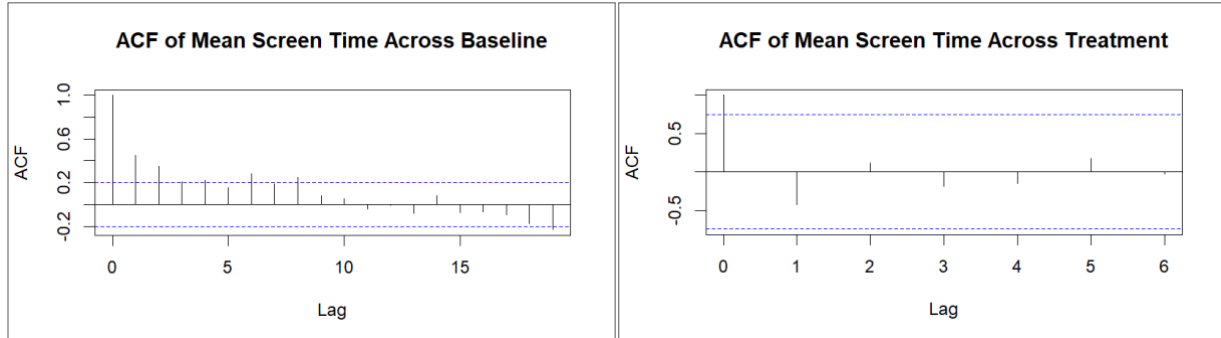 ACF of Mean Screen Time Across Baseline
ACF
1.0
0.6
0.2
-0.2
0 5 10 15
Lag
ACF of Mean Screen Time Across Treatment
ACF
0.5
-0.5
0 1 2 3 4 5 6
Lag